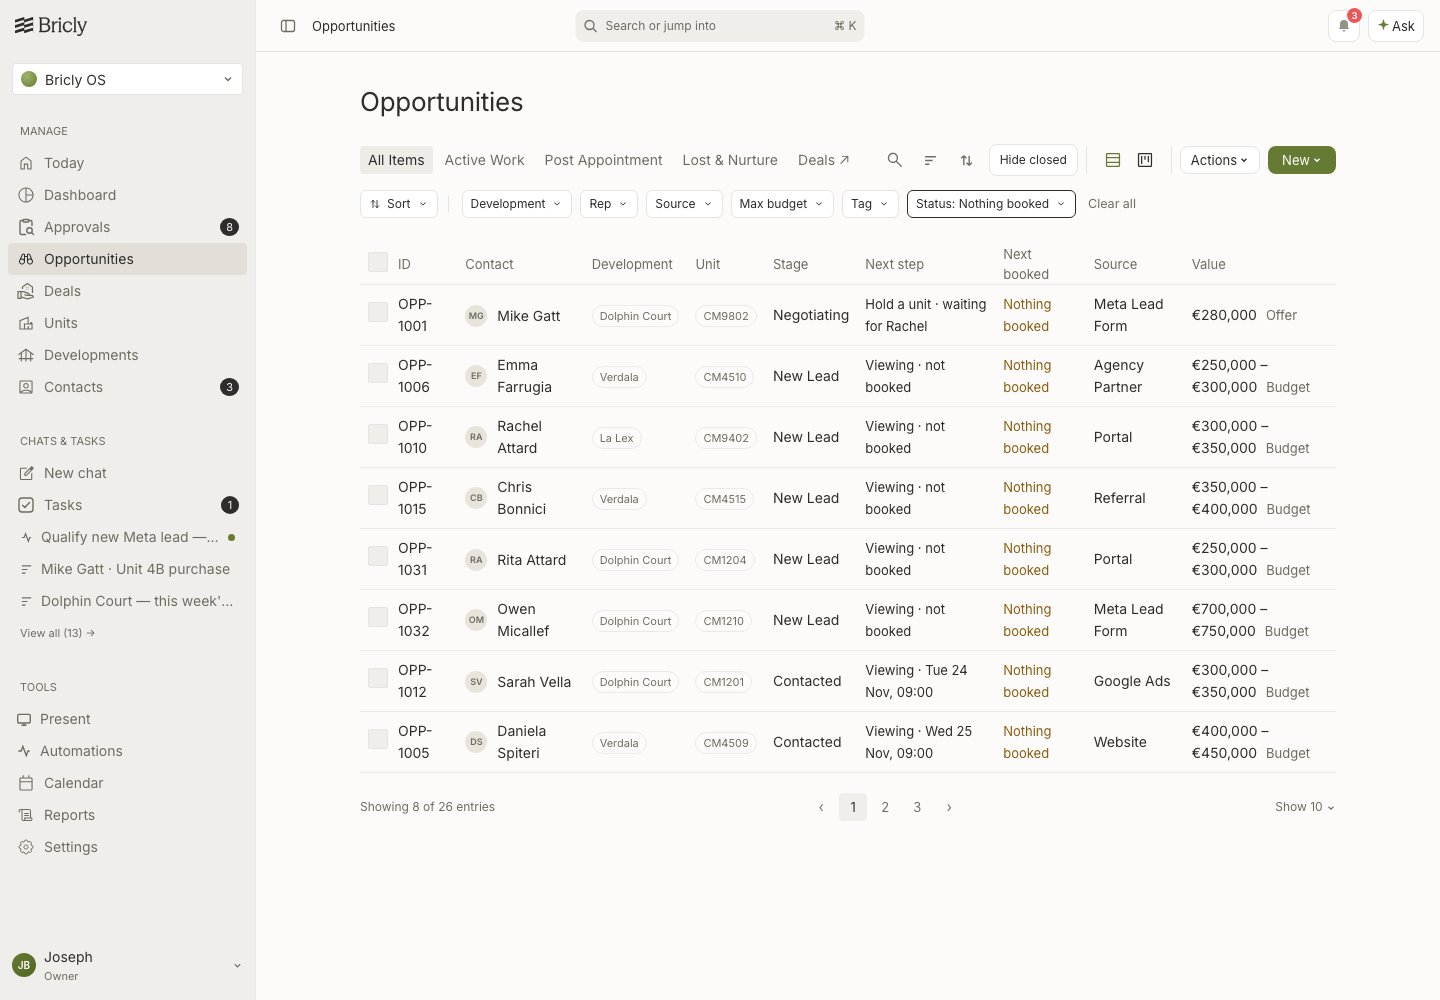 Bricly
Bricly OS
MANAGE
Today
Dashboard
Approvals 8
Opportunities
Deals
Units
Developments
Contacts 3
CHATS & TASKS
New chat
Tasks 1
Qualify new Meta lead —...
Mike Gatt · Unit 4B purchase
Dolphin Court — this week'...
View all (13) →
TOOLS
Present
Automations
Calendar
Reports
Settings
JB Joseph
Owner
Opportunities
Search or jump into ⌘ K
3
Ask
Opportunities
All Items Active Work Post Appointment Lost & Nurture Deals ↗ Hide closed Actions New
Sort Development Rep Source Max budget Tag Status: Nothing booked Clear all
ID Contact Development Unit Stage Next step Next booked Source Value
OPP-1001 MG Mike Gatt Dolphin Court CM9802 Negotiating Hold a unit · waiting for Rachel Nothing booked Meta Lead Form €280,000 Offer
OPP-1006 EF Emma Farrugia Verdala CM4510 New Lead Viewing · not booked Nothing booked Agency Partner €250,000 – €300,000 Budget
OPP-1010 RA Rachel Attard La Lex CM9402 New Lead Viewing · not booked Nothing booked Portal €300,000 – €350,000 Budget
OPP-1015 CB Chris Bonnici Verdala CM4515 New Lead Viewing · not booked Nothing booked Referral €350,000 – €400,000 Budget
OPP-1031 RA Rita Attard Dolphin Court CM1204 New Lead Viewing · not booked Nothing booked Portal €250,000 – €300,000 Budget
OPP-1032 OM Owen Micallef Dolphin Court CM1210 New Lead Viewing · not booked Nothing booked Meta Lead Form €700,000 – €750,000 Budget
OPP-1012 SV Sarah Vella Dolphin Court CM1201 Contacted Viewing · Tue 24 Nov, 09:00 Nothing booked Google Ads €300,000 – €350,000 Budget
OPP-1005 DS Daniela Spiteri Verdala CM4509 Contacted Viewing · Wed 25 Nov, 09:00 Nothing booked Website €400,000 – €450,000 Budget
Showing 8 of 26 entries ‹ 1 2 3 › Show 10